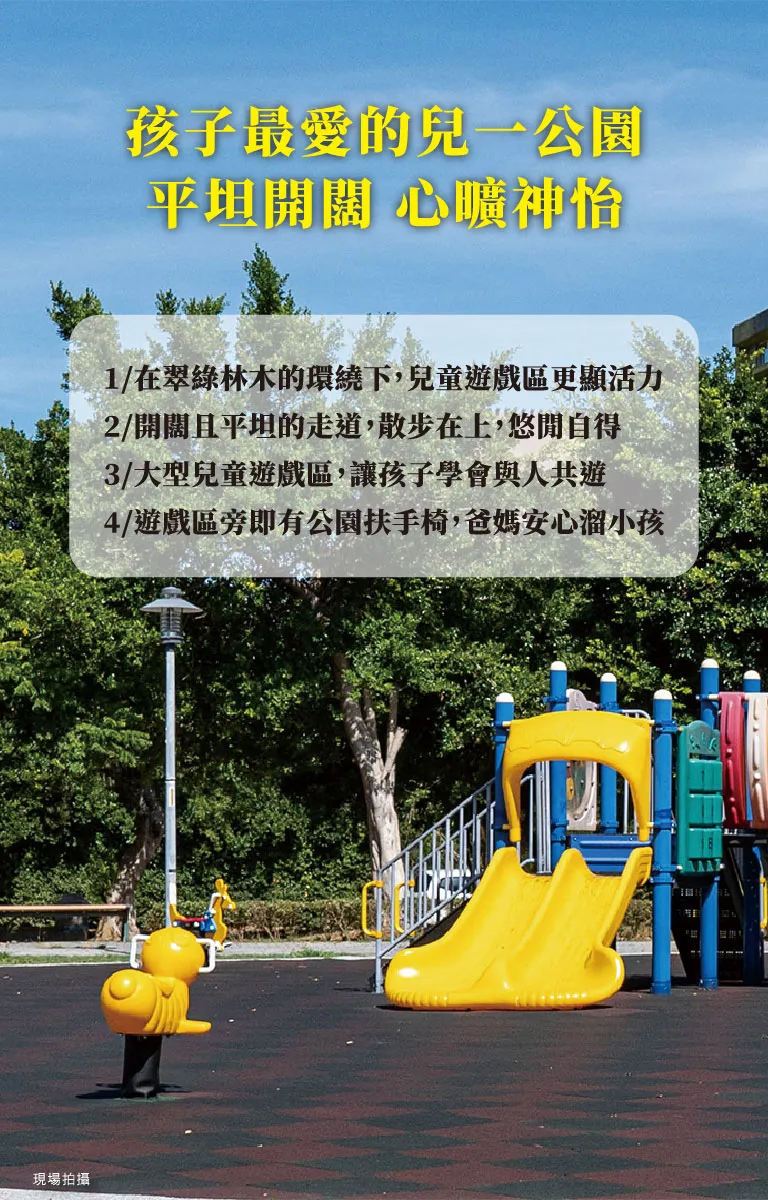 孩子最愛的兒一公園
平坦開闊 心曠神怡
1/在翠綠林木的環繞下,兒童遊戲區更顯活力
2/開闊且平坦的走道,散步在上,悠閒自得
3/大型兒童遊戲區,讓孩子學會與人共遊
4/遊戲區旁即有公園扶手椅,爸媽安心溜小孩
現場拍攝